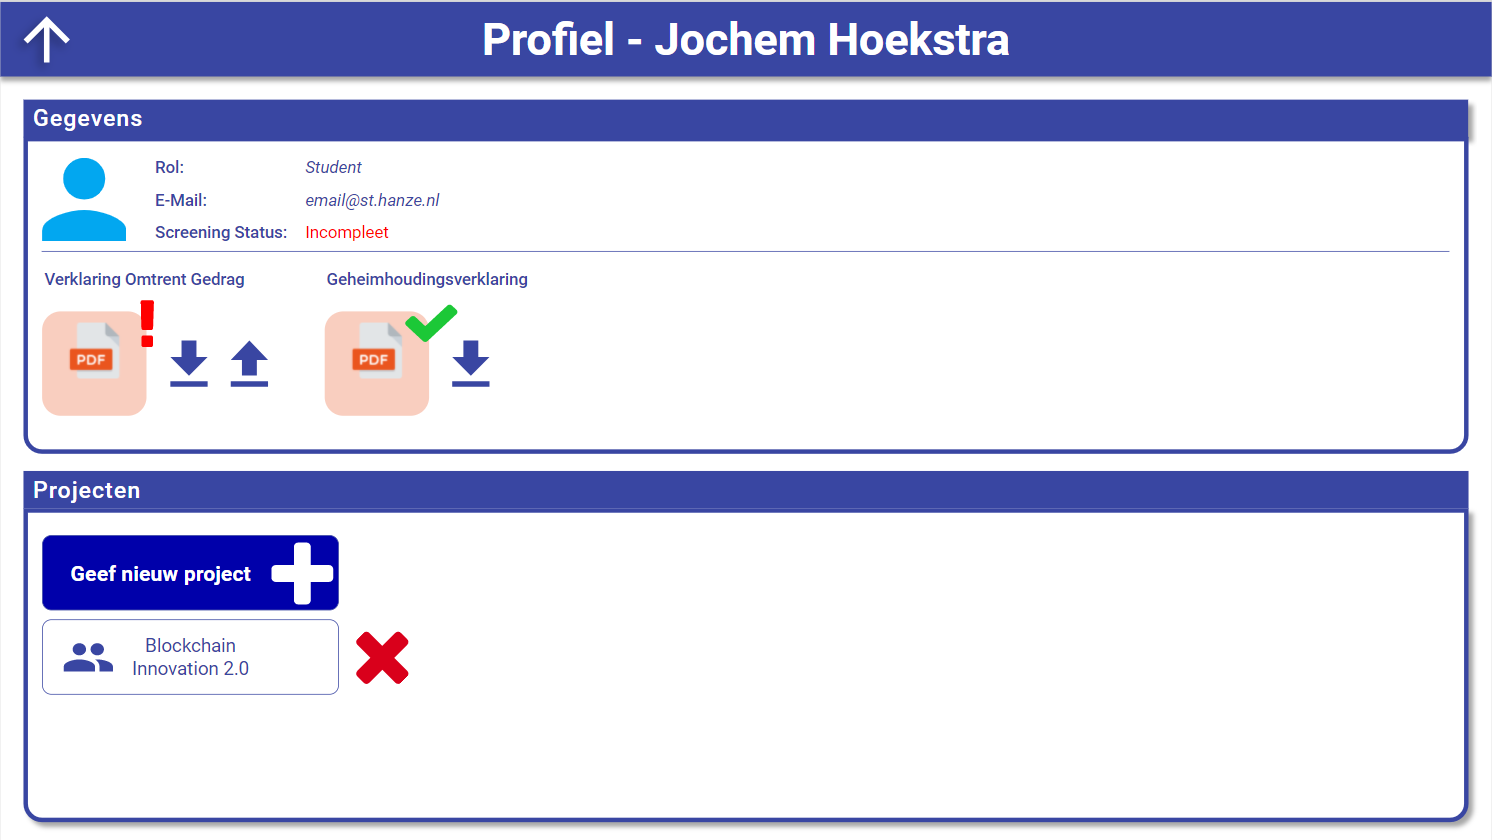 Profiel - Jochem Hoekstra
Gegevens
Rol: Student
E-Mail: email@st.hanze.nl
Screening Status: Incompleet
Verklaring Omtrent Gedrag
Geheimhoudingsverklaring
PDF
PDF
Projecten
Geef nieuw project
Blockchain
Innovation 2.0